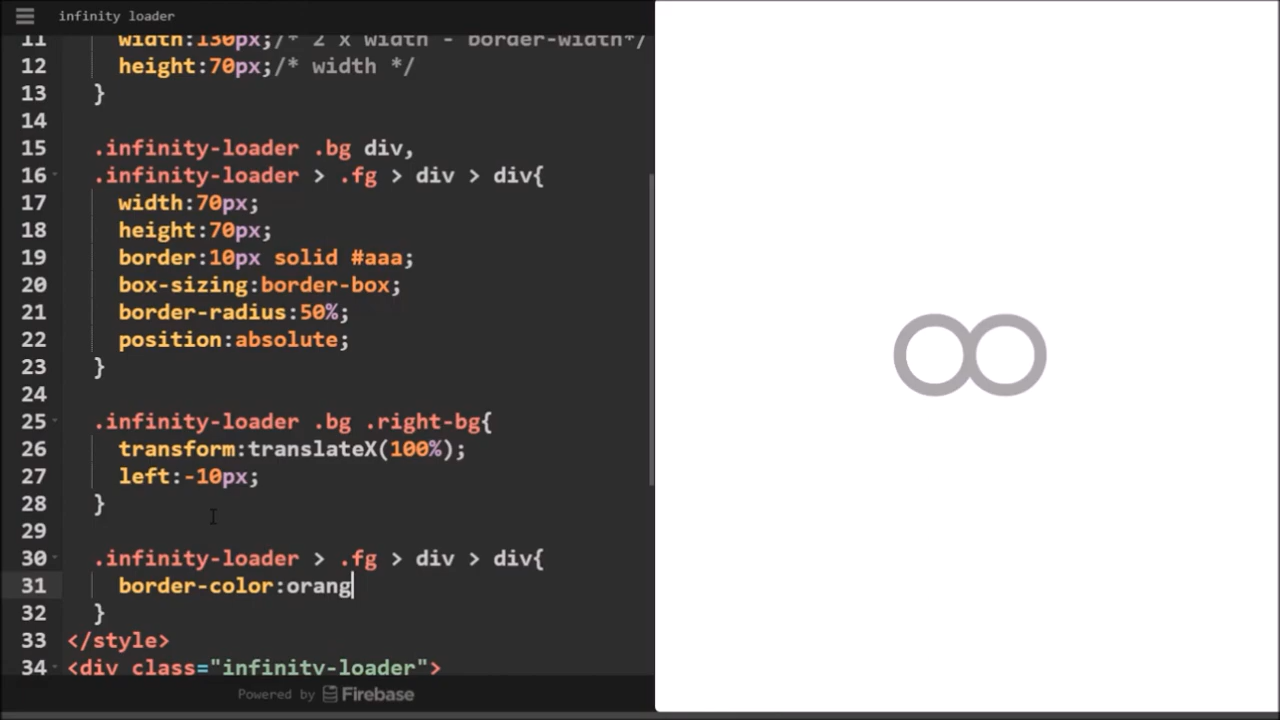 infinity loader
11 width:130px;/* 2 x width - border-width*/
12 height:70px;/* width */
13 }
14
15 .infinity-loader .bg div,
16 .infinity-loader > .fg > div > div{
17 width:70px;
18 height:70px;
19 border:10px solid #aaa;
20 box-sizing:border-box;
21 border-radius:50%;
22 position:absolute;
23 }
24
25 .infinity-loader .bg .right-bg{
26 transform:translateX(100%);
27 left:-10px;
28 }
29
30 .infinity-loader > .fg > div > div{
31 border-color:orang
32 }
33 </style>
34 <div class="infinity-loader">
Powered by Firebase